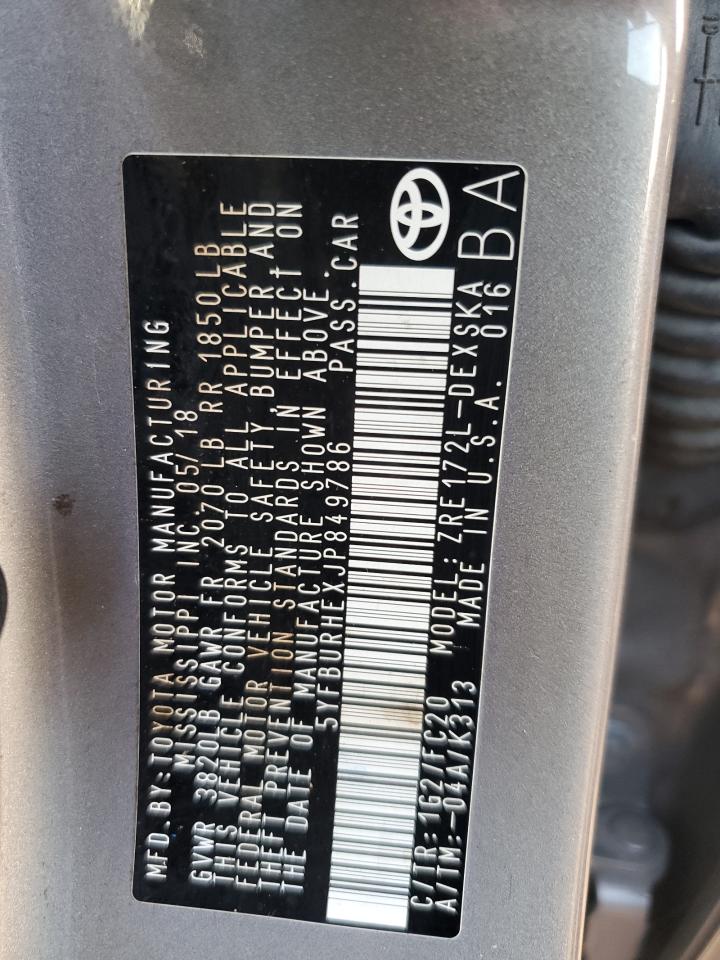 MFD. BY: TOYOTA MOTOR MANUFACTURING
MISSISSIPPI INC. 05/18
GVWR 3820LB GAWR FR 2070 LB RR 1850LB
THIS VEHICLE CONFORMS TO ALL APPLICABLE
FEDERAL MOTOR VEHICLE SAFETY, BUMPER AND
THEFT PREVENTION STANDARDS IN EFFECT ON
THE DATE OF MANUFACTURE SHOWN ABOVE.
5YFBURHEXJP849786 PASS. CAR
C/TR: 1G2/FC20 MODEL: ZRE172L-DEXSKA
A/TM: -04A/K313 MADE IN U.S.A. 016
BA